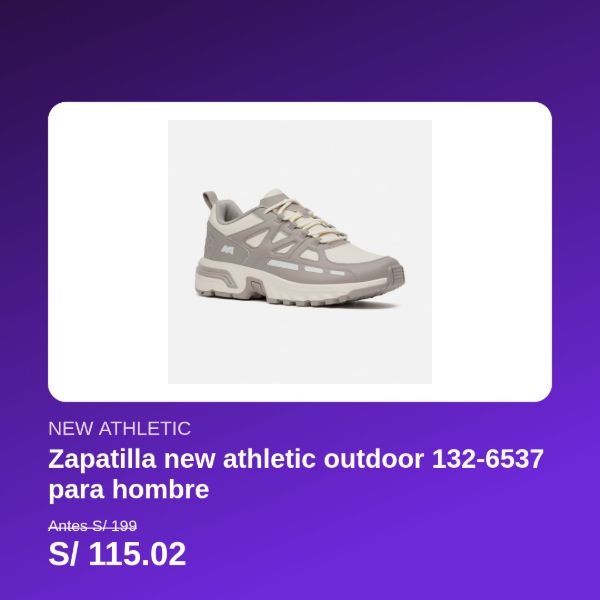 NEW ATHLETIC
Zapatilla new athletic outdoor 132-6537
para hombre
Antes S/ 199
S/ 115.02